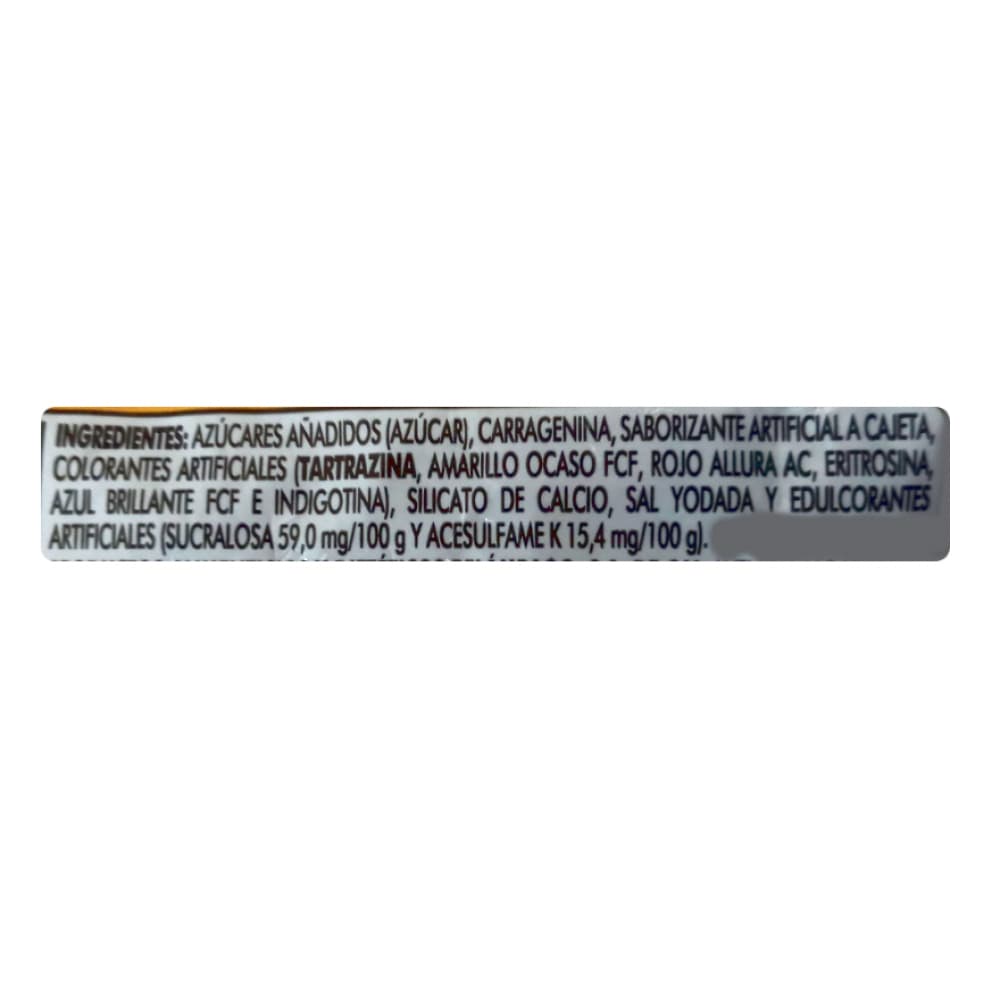 INGREDIENTES: AZÚCARES AÑADIDOS (AZÚCAR), CARRAGENINA, SABORIZANTE ARTIFICIAL A CAJETA,
COLORANTES ARTIFICIALES (TARTRAZINA, AMARILLO OCASO FCF, ROJO ALLURA AC, ERITROSINA,
AZUL BRILLANTE FCF E INDIGOTINA), SILICATO DE CALCIO, SAL YODADA Y EDULCORANTES
ARTIFICIALES (SUCRALOSA 59,0 mg/100 g Y ACESULFAME K 15,4 mg/100 g).